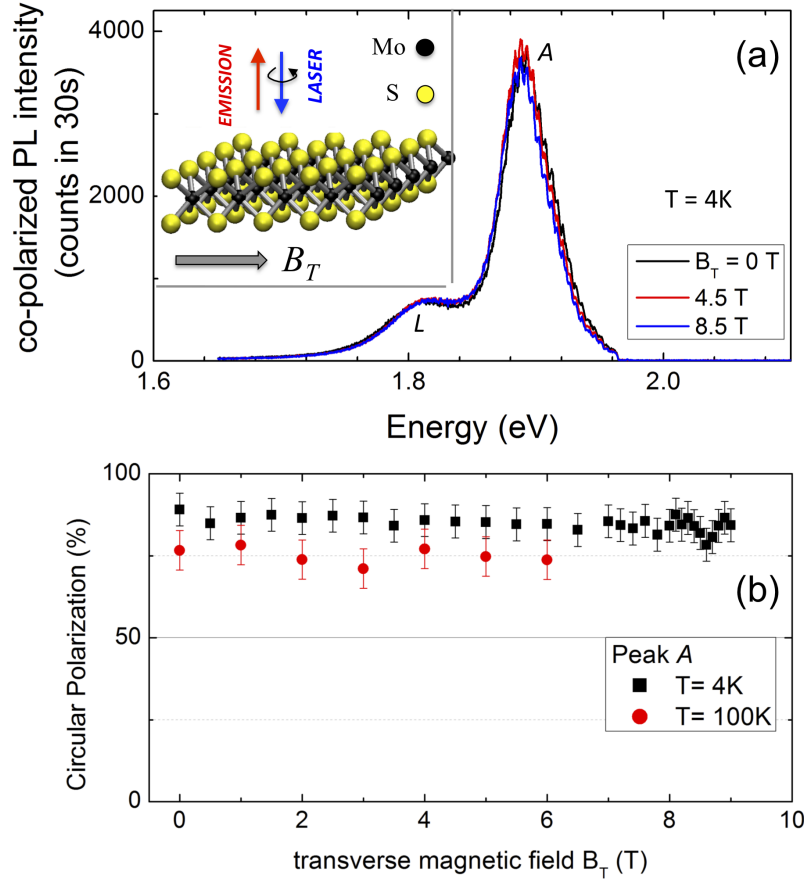 4000
2000
0
co-polarized PL intensity
(counts in 30s)
EMISSION
LASER
Mo
S
B_T
(a)
A
L
T = 4K
B_T = 0 T
4.5 T
8.5 T
1.6
1.8
2.0
Energy (eV)
100
75
50
25
0
Circular Polarization (%)
(b)
Peak A
T= 4K
T= 100K
0
2
4
6
8
10
transverse magnetic field B_T (T)